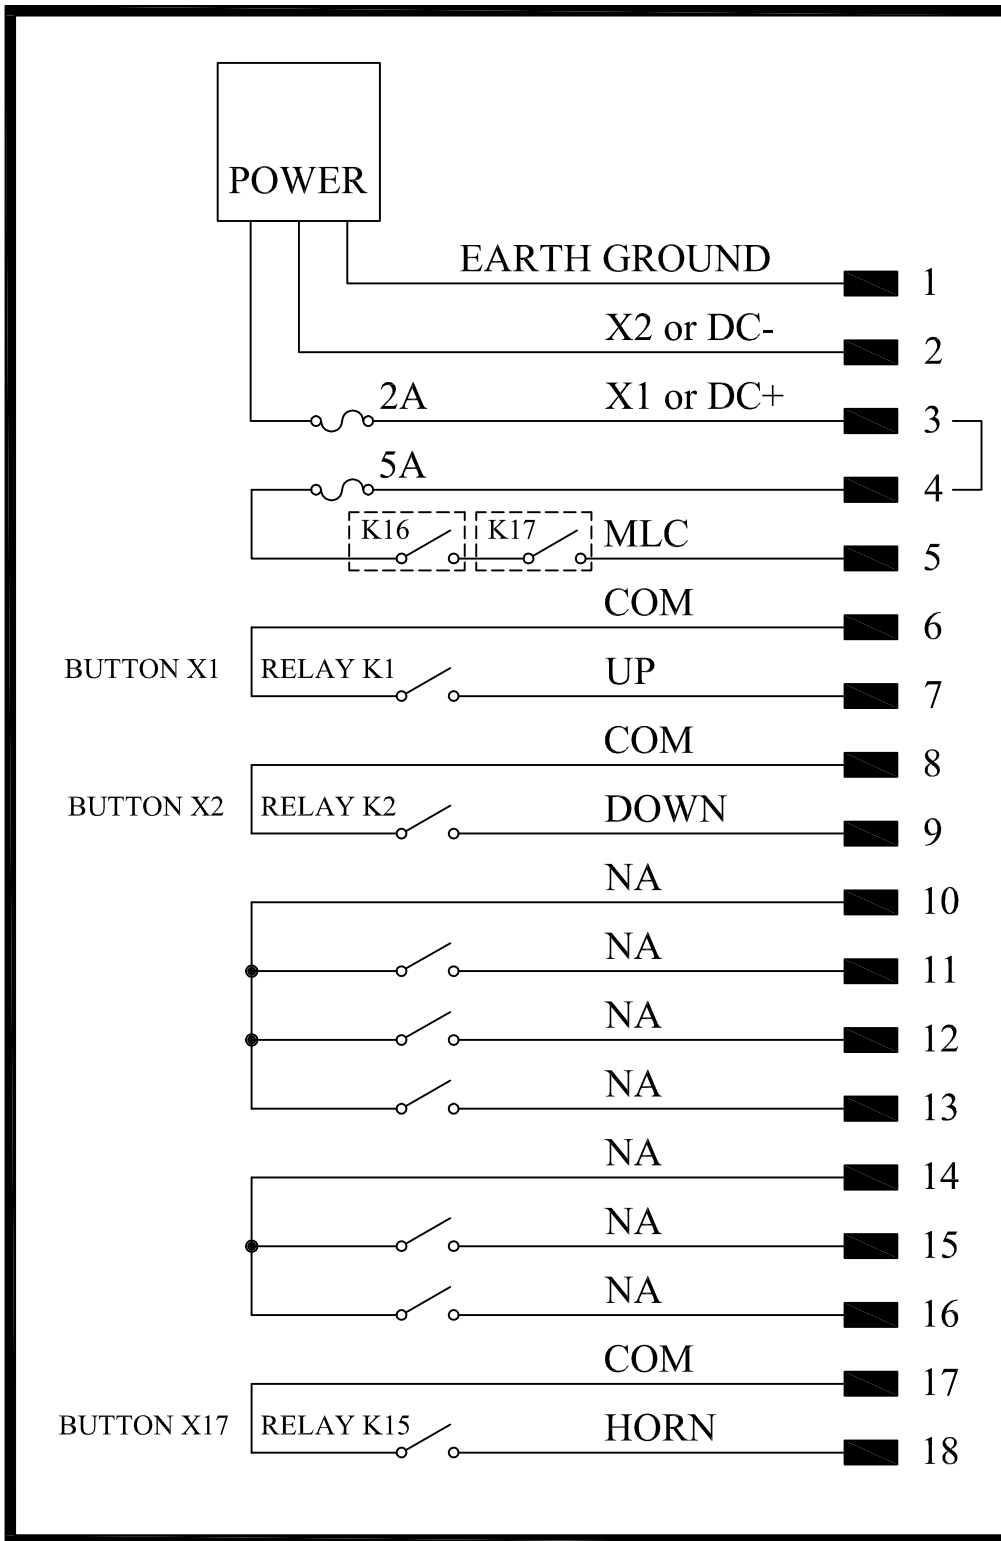 POWER
EARTH GROUND 1
X2 or DC- 2
2A X1 or DC+ 3
5A 4
K16 K17 MLC 5
COM 6
BUTTON X1 RELAY K1 UP 7
COM 8
BUTTON X2 RELAY K2 DOWN 9
NA 10
NA 11
NA 12
NA 13
NA 14
NA 15
NA 16
COM 17
BUTTON X17 RELAY K15 HORN 18